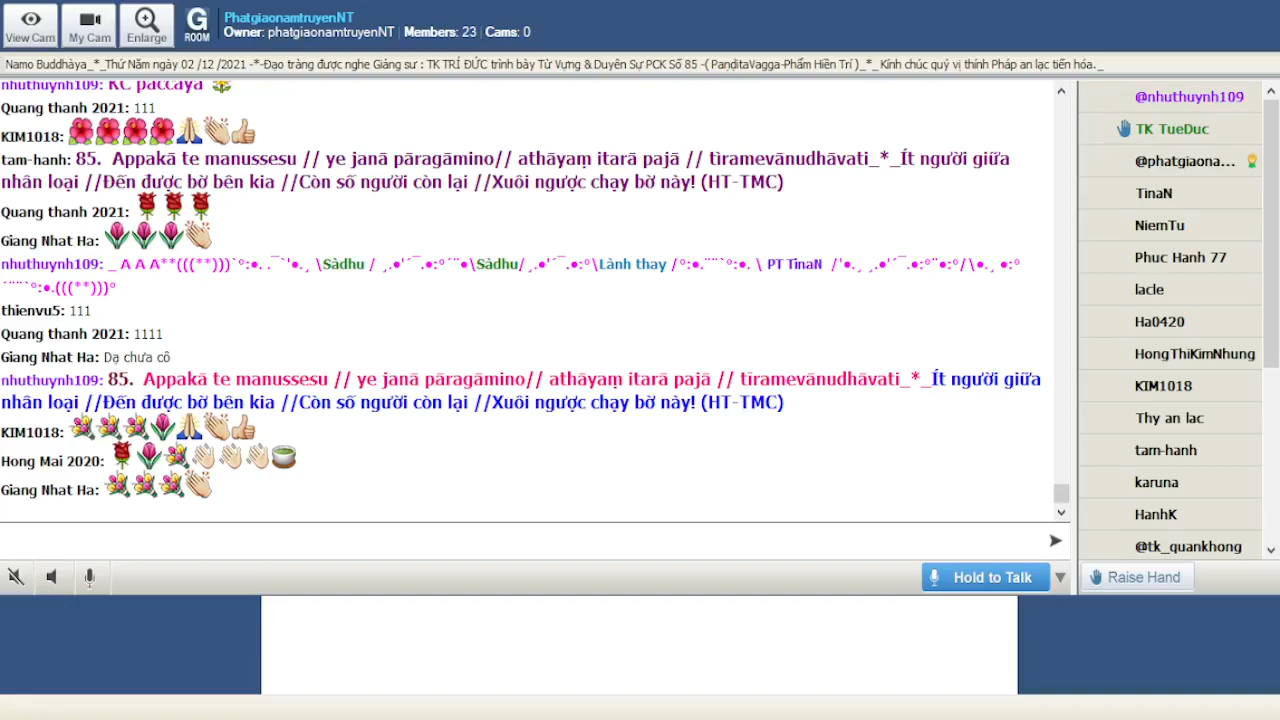 View Cam
My Cam
Enlarge
G
ROOM
PhatgiaonamtruyenNT
Owner: phatgiaonamtruyenNT | Members: 23 | Cams: 0
Namo Buddhàya_*_Thứ Năm ngày 02 /12 /2021 -*-Đạo tràng được nghe Giảng sư : TK TRÍ ĐỨC trình bày Từ Vựng & Duyên Sự PCK Số 85 -( PaṇḍitaVagga-Phẩm Hiền Trí )_*_ Kính chúc quý vị thính Pháp an lạc tiến hóa._
nhuthuynh109: KC paccaya
Quang thanh 2021: 111
KIM1018:
tam-hanh: 85. Appakā te manussesu // ye janā pāragāmino// athāyaṃ itarā pajā // tīramevānudhāvati_*_Ít người giữa
nhân loại //Đến được bờ bên kia //Còn số người còn lại //Xuôi ngược chạy bờ này! (HT-TMC)
Quang thanh 2021:
Giang Nhat Ha:
nhuthuynh109: _ A A A**(((**)))`º:•. .¯`'•.¸ \Sàdhu / ¸.•'´¯.•:º´¨•\Sàdhu/¸.•'´¯.•:º\Lành thay /º:•.¨¨`º:•. \ PT TinaN /'•.¸ ¸.•'´¯.•:º¨•:º/\•.¸ •:º
´¨¨`º:•.(((**)))º
thienvu5: 111
Quang thanh 2021: 1111
Giang Nhat Ha: Dạ chưa cô
nhuthuynh109: 85. Appakā te manussesu // ye janā pāragāmino// athāyaṃ itarā pajā // tīramevānudhāvati_*_Ít người giữa
nhân loại //Đến được bờ bên kia //Còn số người còn lại //Xuôi ngược chạy bờ này! (HT-TMC)
KIM1018:
Hong Mai 2020:
Giang Nhat Ha:
Hold to Talk
@nhuthuynh109
TK TueDuc
@phatgiaona...
TinaN
NiemTu
Phuc Hanh 77
lacle
Ha0420
HongThiKimNhung
KIM1018
Thy an lac
tam-hanh
karuna
HanhK
@tk_quankhong
Raise Hand